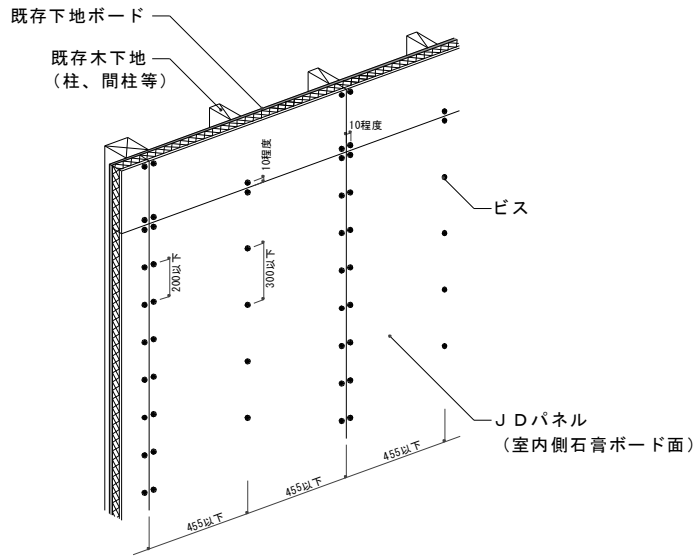 既存下地ボード
既存木下地
（柱、間柱等）
10程度
10程度
ビス
200以下
300以下
ＪＤパネル
（室内側石膏ボード面）
455以下
455以下
455以下